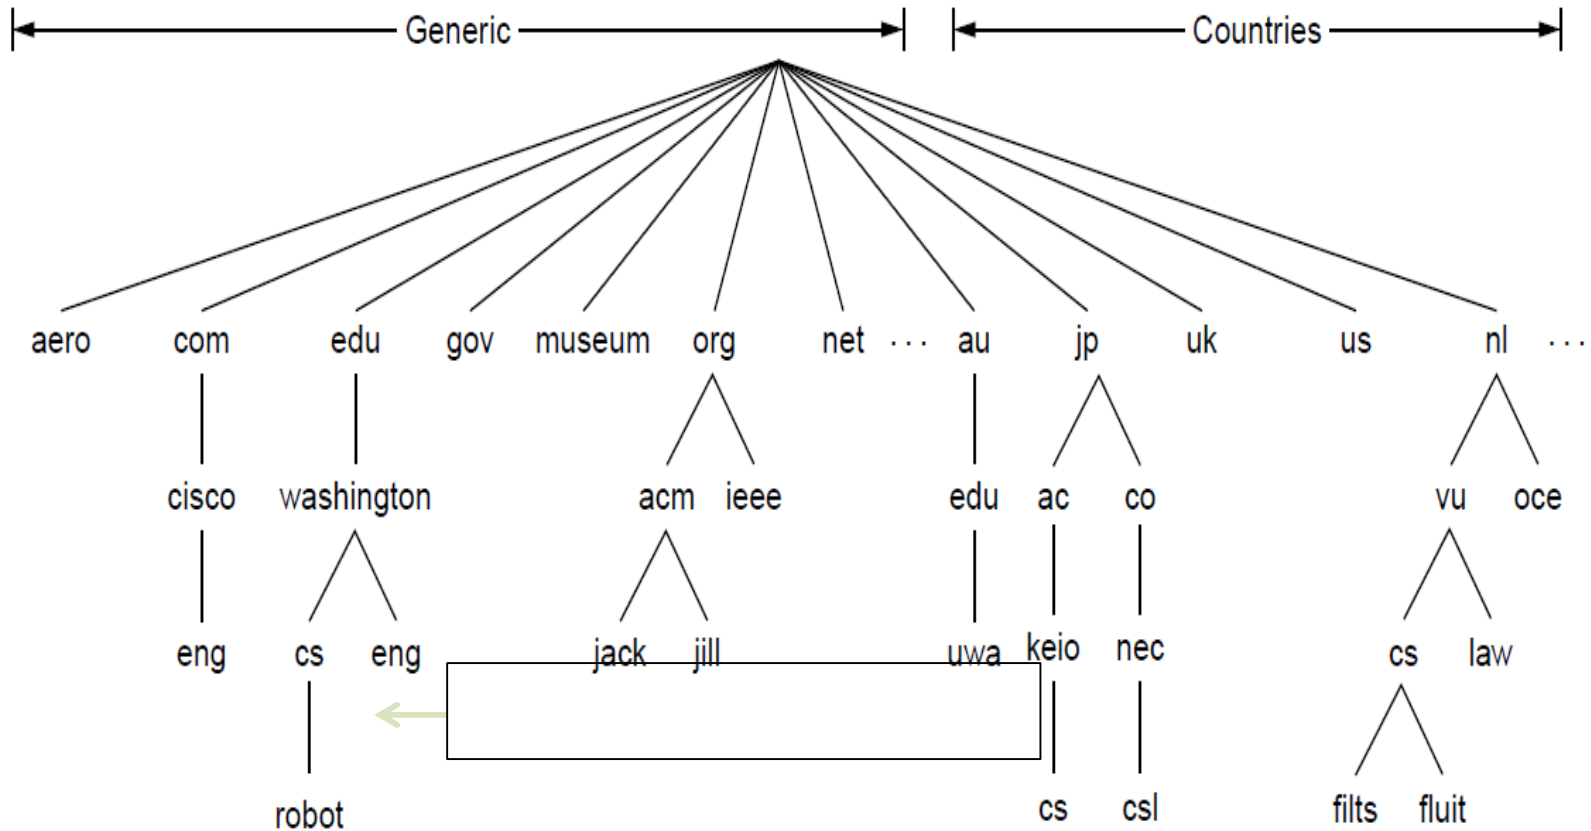 Generic Countries
aero com edu gov museum org net ... au jp uk us nl ...
cisco washington acm ieee edu ac co vu oce
eng cs eng jack jill uwa keio nec cs law
robot cs csl filts fluit